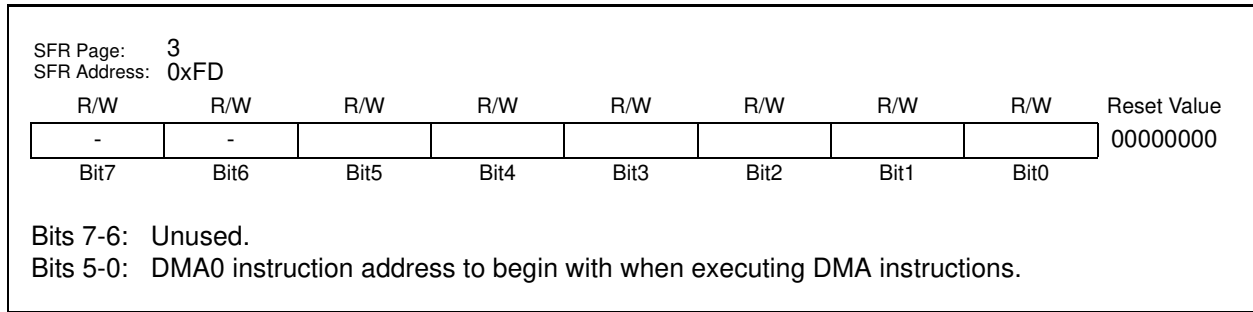 SFR Page: 3
SFR Address: 0xFD
R/W R/W R/W R/W R/W R/W R/W R/W Reset Value
- - 00000000
Bit7 Bit6 Bit5 Bit4 Bit3 Bit2 Bit1 Bit0
Bits 7-6: Unused.
Bits 5-0: DMA0 instruction address to begin with when executing DMA instructions.